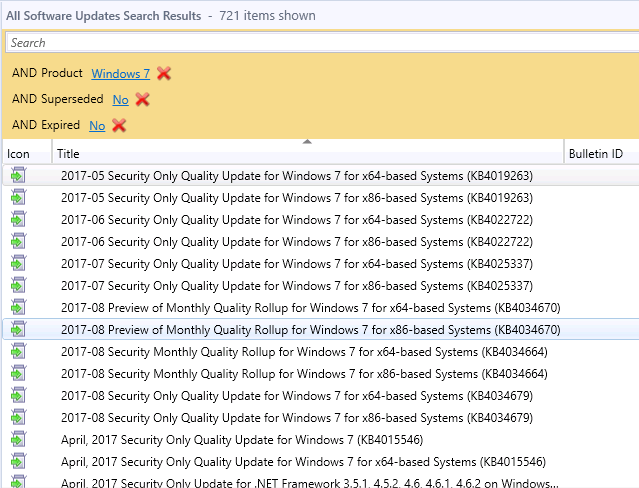 All Software Updates Search Results - 721 items shown
Search
AND Product Windows 7
AND Superseded No
AND Expired No
Icon Title Bulletin ID
2017-05 Security Only Quality Update for Windows 7 for x64-based Systems (KB4019263)
2017-05 Security Only Quality Update for Windows 7 for x86-based Systems (KB4019263)
2017-06 Security Only Quality Update for Windows 7 for x64-based Systems (KB4022722)
2017-06 Security Only Quality Update for Windows 7 for x86-based Systems (KB4022722)
2017-07 Security Only Quality Update for Windows 7 for x64-based Systems (KB4025337)
2017-07 Security Only Quality Update for Windows 7 for x86-based Systems (KB4025337)
2017-08 Preview of Monthly Quality Rollup for Windows 7 for x64-based Systems (KB4034670)
2017-08 Preview of Monthly Quality Rollup for Windows 7 for x86-based Systems (KB4034670)
2017-08 Security Monthly Quality Rollup for Windows 7 for x64-based Systems (KB4034664)
2017-08 Security Monthly Quality Rollup for Windows 7 for x86-based Systems (KB4034664)
2017-08 Security Only Quality Update for Windows 7 for x64-based Systems (KB4034679)
2017-08 Security Only Quality Update for Windows 7 for x86-based Systems (KB4034679)
April, 2017 Security Only Quality Update for Windows 7 (KB4015546)
April, 2017 Security Only Quality Update for Windows 7 for x64-based Systems (KB4015546)
April, 2017 Security Only Update for .NET Framework 3.5.1, 4.5.2, 4.6, 4.6.1, 4.6.2 on Windows...